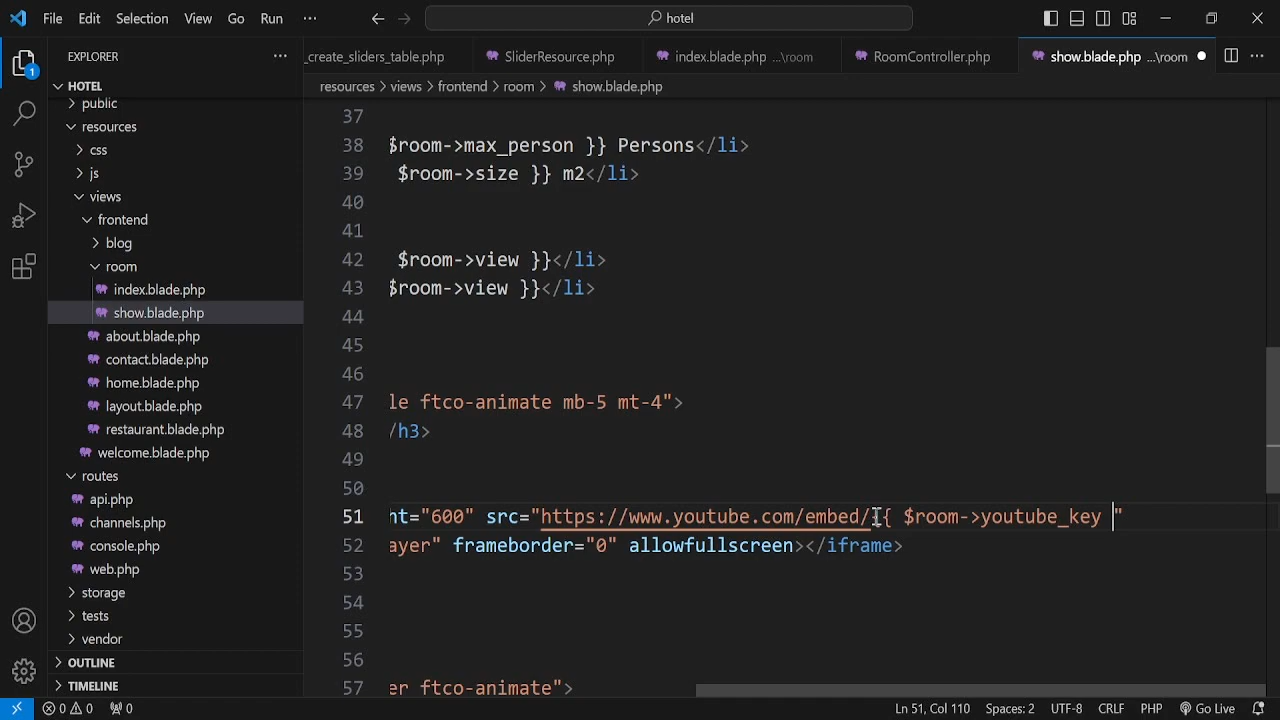 File Edit Selection View Go Run ··· hotel
EXPLORER ···
_create_sliders_table.php SliderResource.php index.blade.php ...\room RoomController.php show.blade.php ...\room ● ···
HOTEL
resources > views > frontend > room > show.blade.php
public
resources
css
js
views
frontend
blog
room
index.blade.php
show.blade.php
about.blade.php
contact.blade.php
home.blade.php
layout.blade.php
restaurant.blade.php
welcome.blade.php
routes
api.php
channels.php
console.php
web.php
storage
tests
vendor
OUTLINE
TIMELINE
1
37
38 $room->max_person }} Persons</li>
39 $room->size }} m2</li>
40
41
42 $room->view }}</li>
43 $room->view }}</li>
44
45
46
47 le ftco-animate mb-5 mt-4">
48 /h3>
49
50
51 ht="600" src="https://www.youtube.com/embed/{{ $room->youtube_key "
52 ayer" frameborder="0" allowfullscreen></iframe>
53
54
55
56
57 er ftco-animate">
0 0 0 Ln 51, Col 110 Spaces: 2 UTF-8 CRLF PHP Go Live